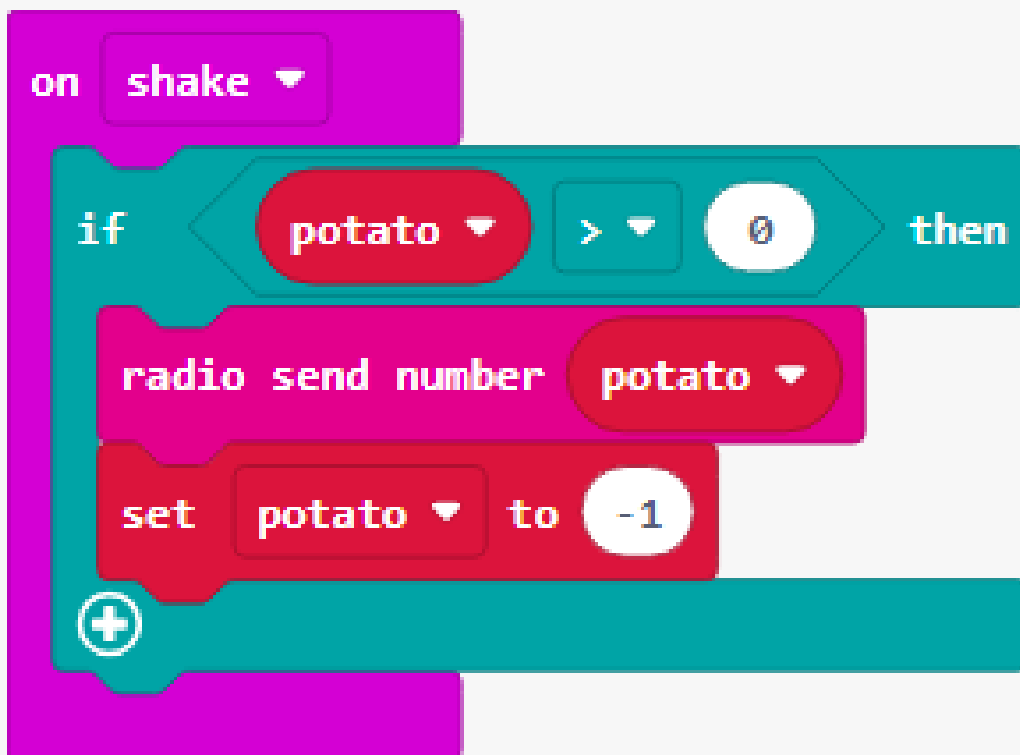 on shake
if potato > 0 then
radio send number potato
set potato to -1